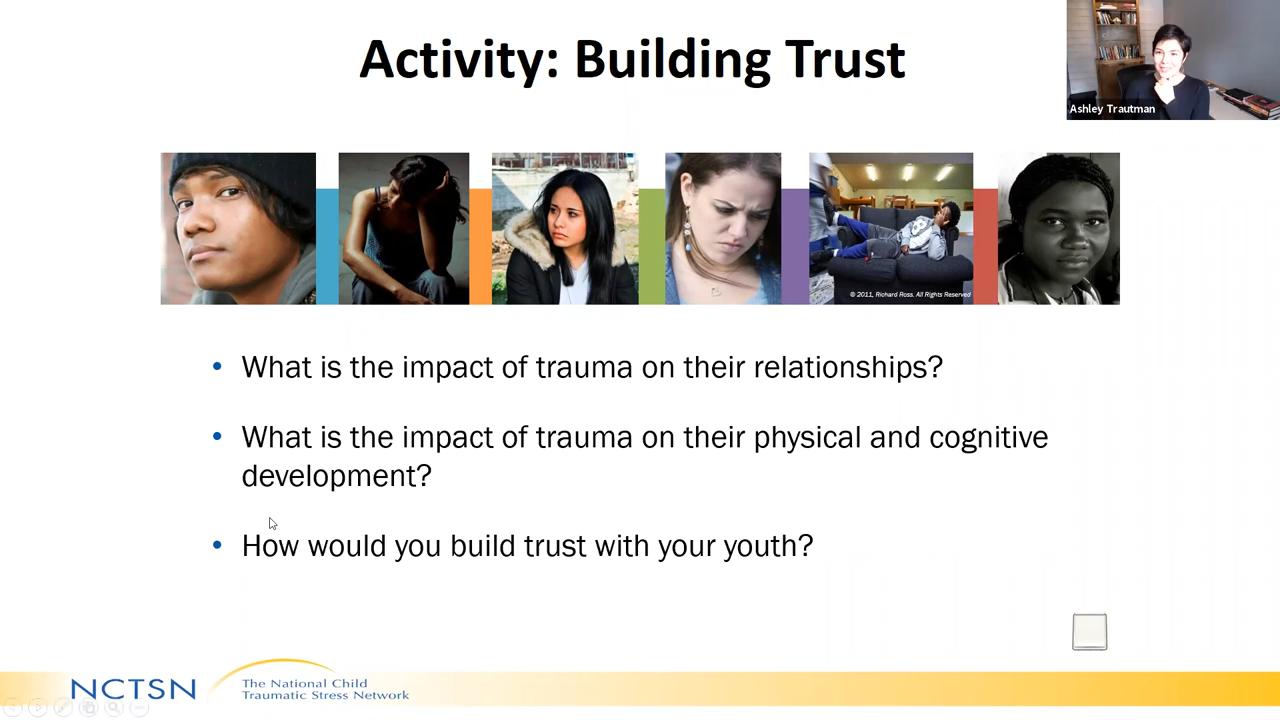 Activity: Building Trust
Ashley Trautman
© 2011, Richard Ross. All Rights Reserved
• What is the impact of trauma on their relationships?
• What is the impact of trauma on their physical and cognitive
development?
• How would you build trust with your youth?
NCTSN
The National Child
Traumatic Stress Network